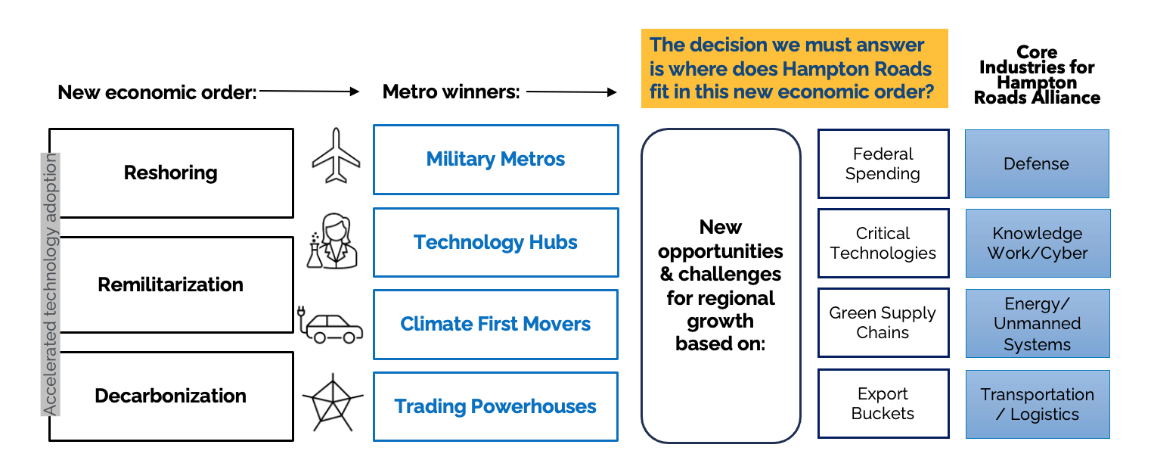 The decision we must answer
is where does Hampton Roads
fit in this new economic order?
Core
Industries for
Hampton
Roads Alliance
New economic order:
Metro winners:
Accelerated technology adoption
Reshoring
Remilitarization
Decarbonization
Military Metros
Technology Hubs
Climate First Movers
Trading Powerhouses
New
opportunities
& challenges
for regional
growth
based on:
Federal
Spending
Critical
Technologies
Green Supply
Chains
Export
Buckets
Defense
Knowledge
Work/Cyber
Energy/
Unmanned
Systems
Transportation
/ Logistics